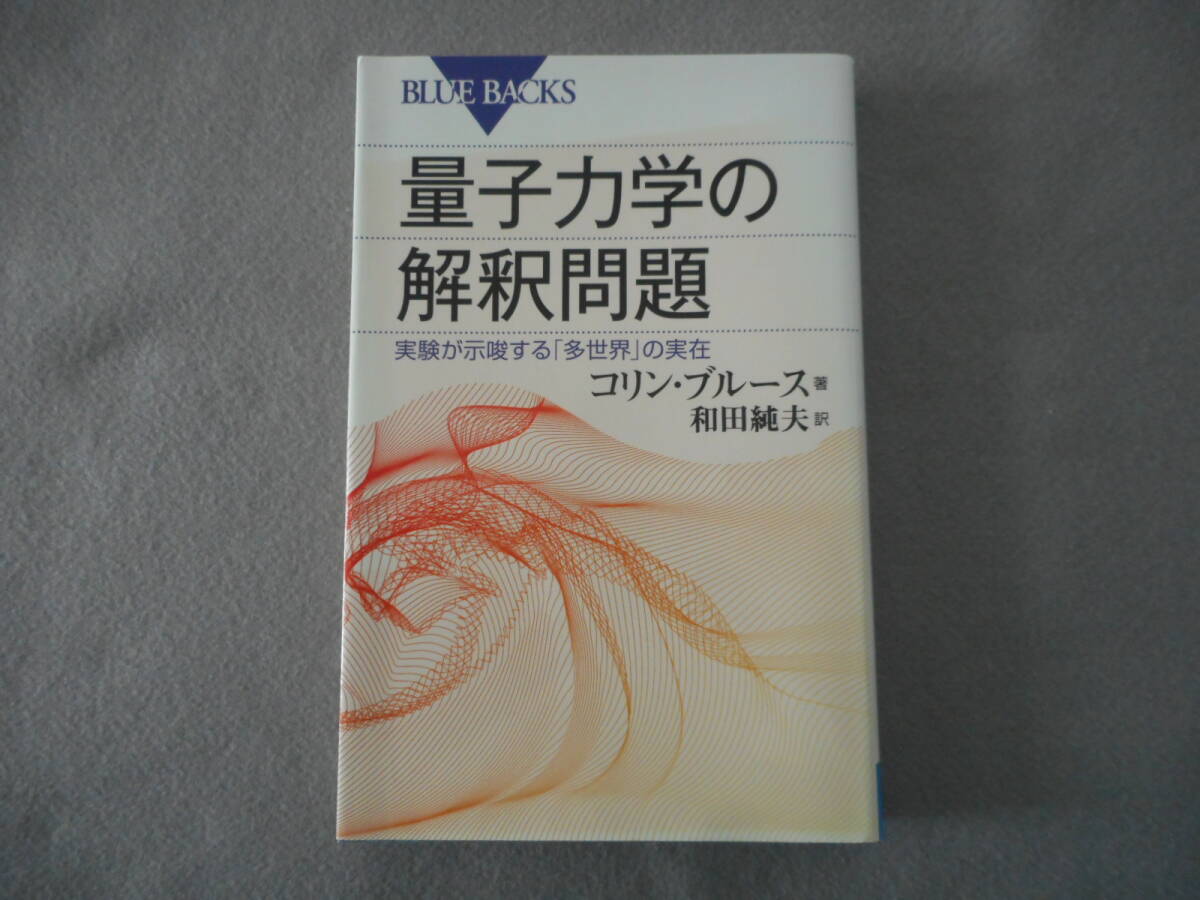 BLUE BACKS
量子力学の
解釈問題
実験が示唆する「多世界」の実在
コリン・ブルース 著
和田純夫 訳